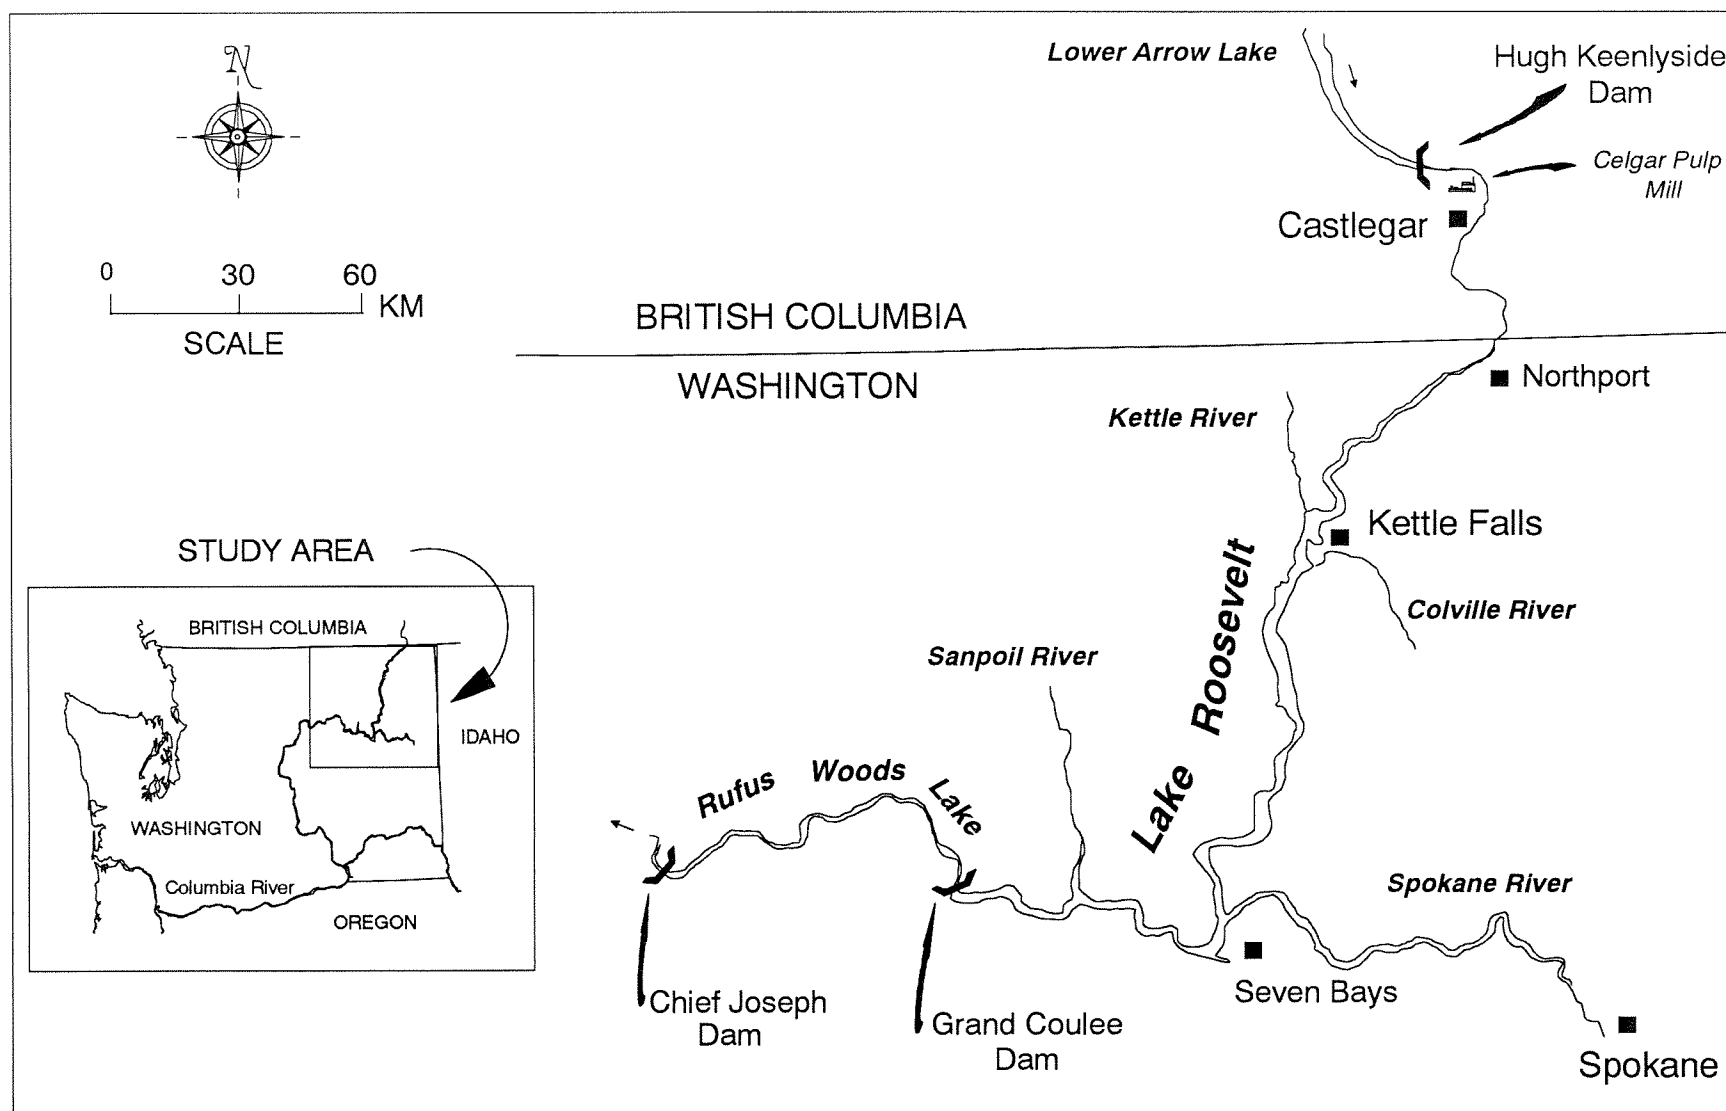 N
Lower Arrow Lake
Hugh Keenlyside
Dam
Celgar Pulp
Mill
Castlegar
0 30 60
KM
SCALE
BRITISH COLUMBIA
WASHINGTON
Northport
Kettle River
Kettle Falls
Colville River
Lake Roosevelt
Sanpoil River
STUDY AREA
BRITISH COLUMBIA
IDAHO
WASHINGTON
Columbia River
OREGON
Rufus Woods Lake
Spokane River
Chief Joseph
Dam
Grand Coulee
Dam
Seven Bays
Spokane